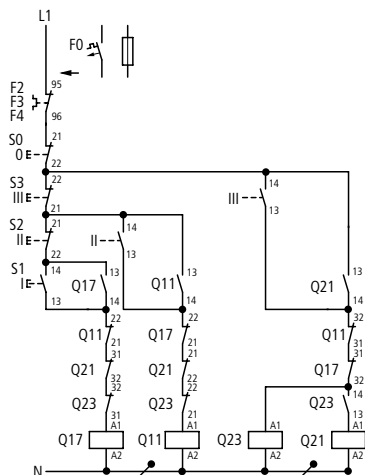 L1
F0
F2 95
F3
F4 96
S0 21
0 E 22
S3 22 14
III E 21 III 13
S2 21 14
II E 22 II 13
S1 14 Q17 13 Q11 13 Q21 13
I E 13 14 14 14
Q11 22 Q17 22 Q11 32
21 21 31
Q21 31 Q21 22 Q17 31
32 21 32
Q23 32 Q23 22 Q23 14
31 21 13
Q17 A1 Q11 A1 Q23 A1 Q21 A1
A2 A2 A2 A2
N